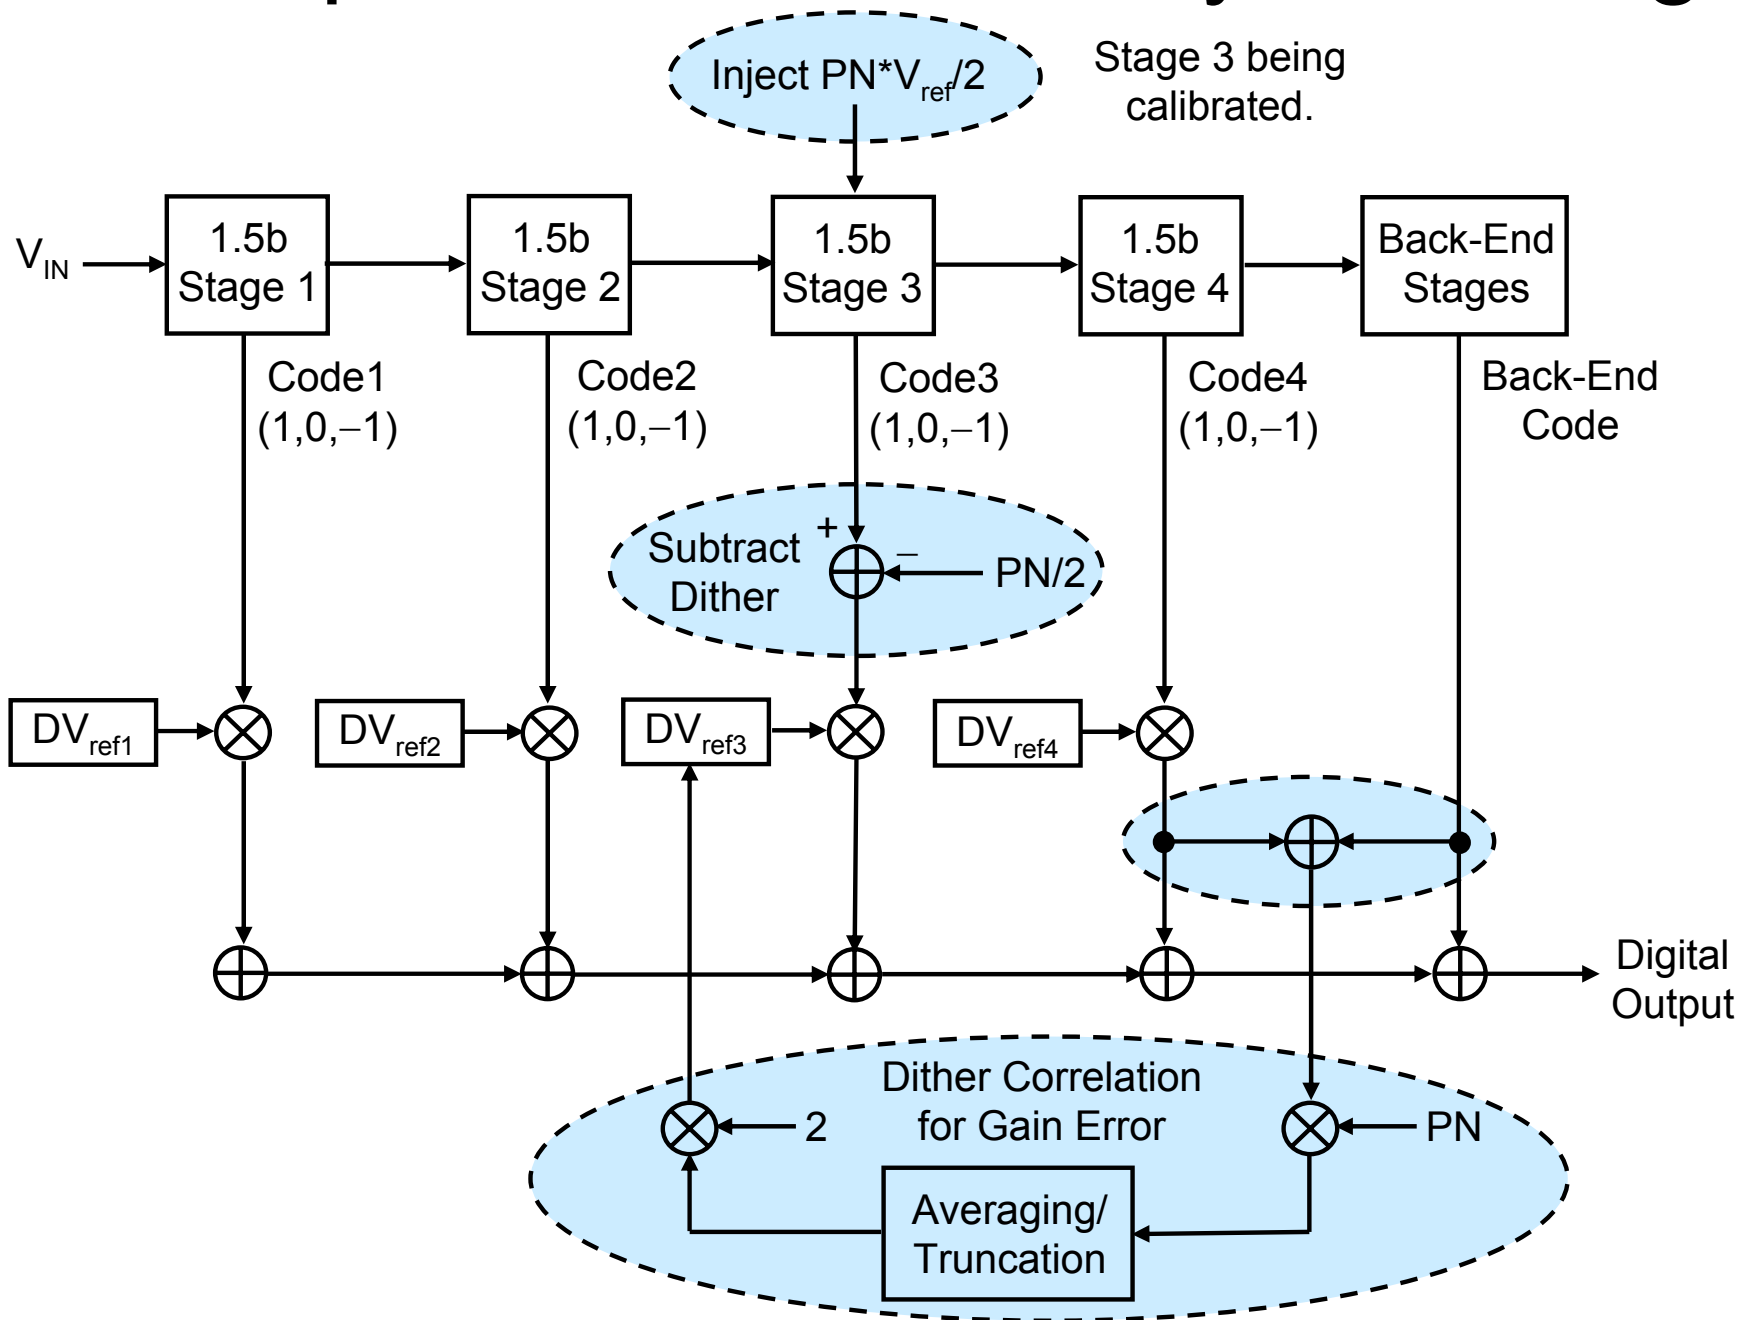 Inject PN*Vref/2
Stage 3 being
calibrated.
VIN
1.5b
Stage 1
1.5b
Stage 2
1.5b
Stage 3
1.5b
Stage 4
Back-End
Stages
Code1
(1,0,−1)
Code2
(1,0,−1)
Code3
(1,0,−1)
Code4
(1,0,−1)
Back-End
Code
Subtract
Dither
+
−
PN/2
DVref1
DVref2
DVref3
DVref4
Digital
Output
Dither Correlation
for Gain Error
2
PN
Averaging/
Truncation